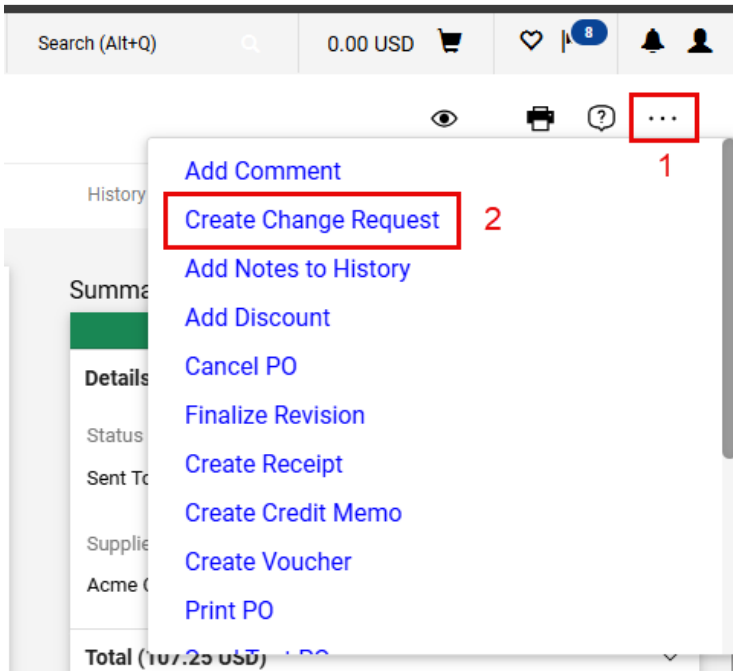 Search (Alt+Q)
0.00 USD
8
1
Add Comment
History
Create Change Request
2
Add Notes to History
Summa
Add Discount
Details
Cancel PO
Finalize Revision
Status
Create Receipt
Sent To
Create Credit Memo
Supplie
Create Voucher
Acme
Print PO
Total (107.25 USD)